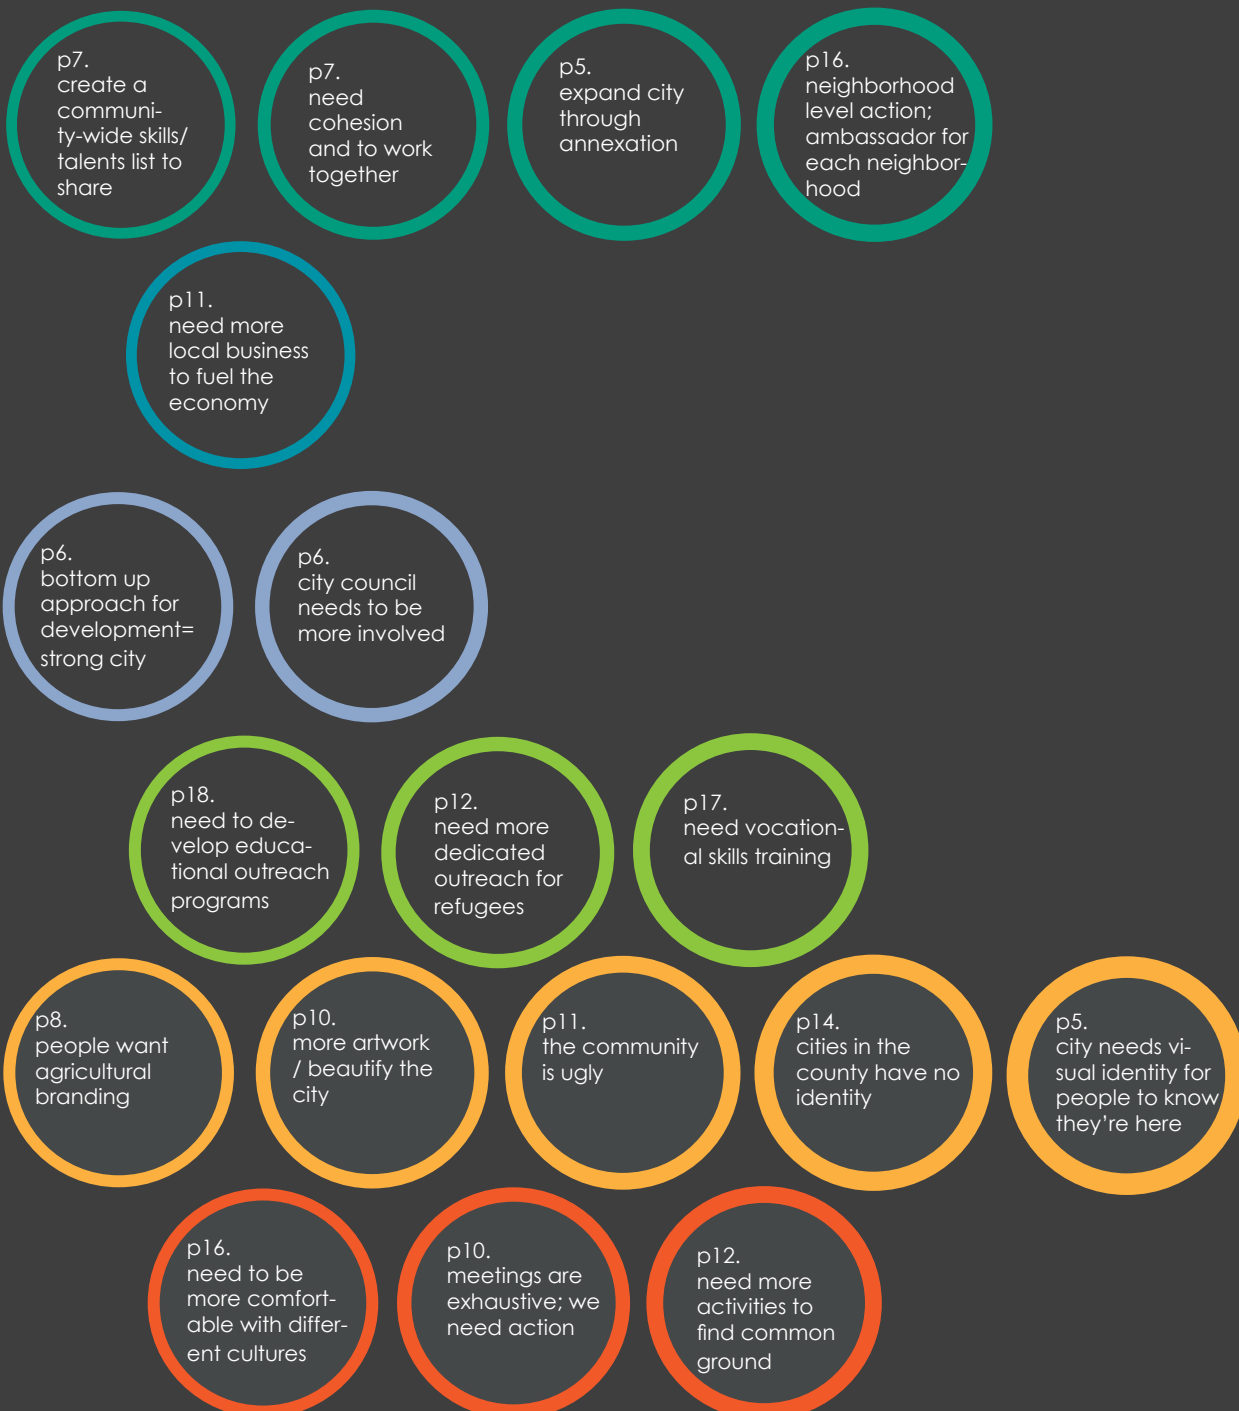 p7.
create a
communi-
ty-wide skills/
talents list to
share
p7.
need
cohesion
and to work
together
p5.
expand city
through
annexation
p16.
neighborhood
level action;
ambassador for
each neighbor-
hood
p11.
need more
local business
to fuel the
economy
p6.
bottom up
approach for
development=
strong city
p6.
city council
needs to be
more involved
p18.
need to de-
velop educa-
tional outreach
programs
p12.
need more
dedicated
outreach for
refugees
p17.
need vocation-
al skills training
p8.
people want
agricultural
branding
p10.
more artwork
/ beautify the
city
p11.
the community
is ugly
p14.
cities in the
county have no
identity
p5.
city needs vi-
sual identity for
people to know
they're here
p16.
need to be
more comfort-
able with differ-
ent cultures
p10.
meetings are
exhaustive; we
need action
p12.
need more
activities to
find common
ground